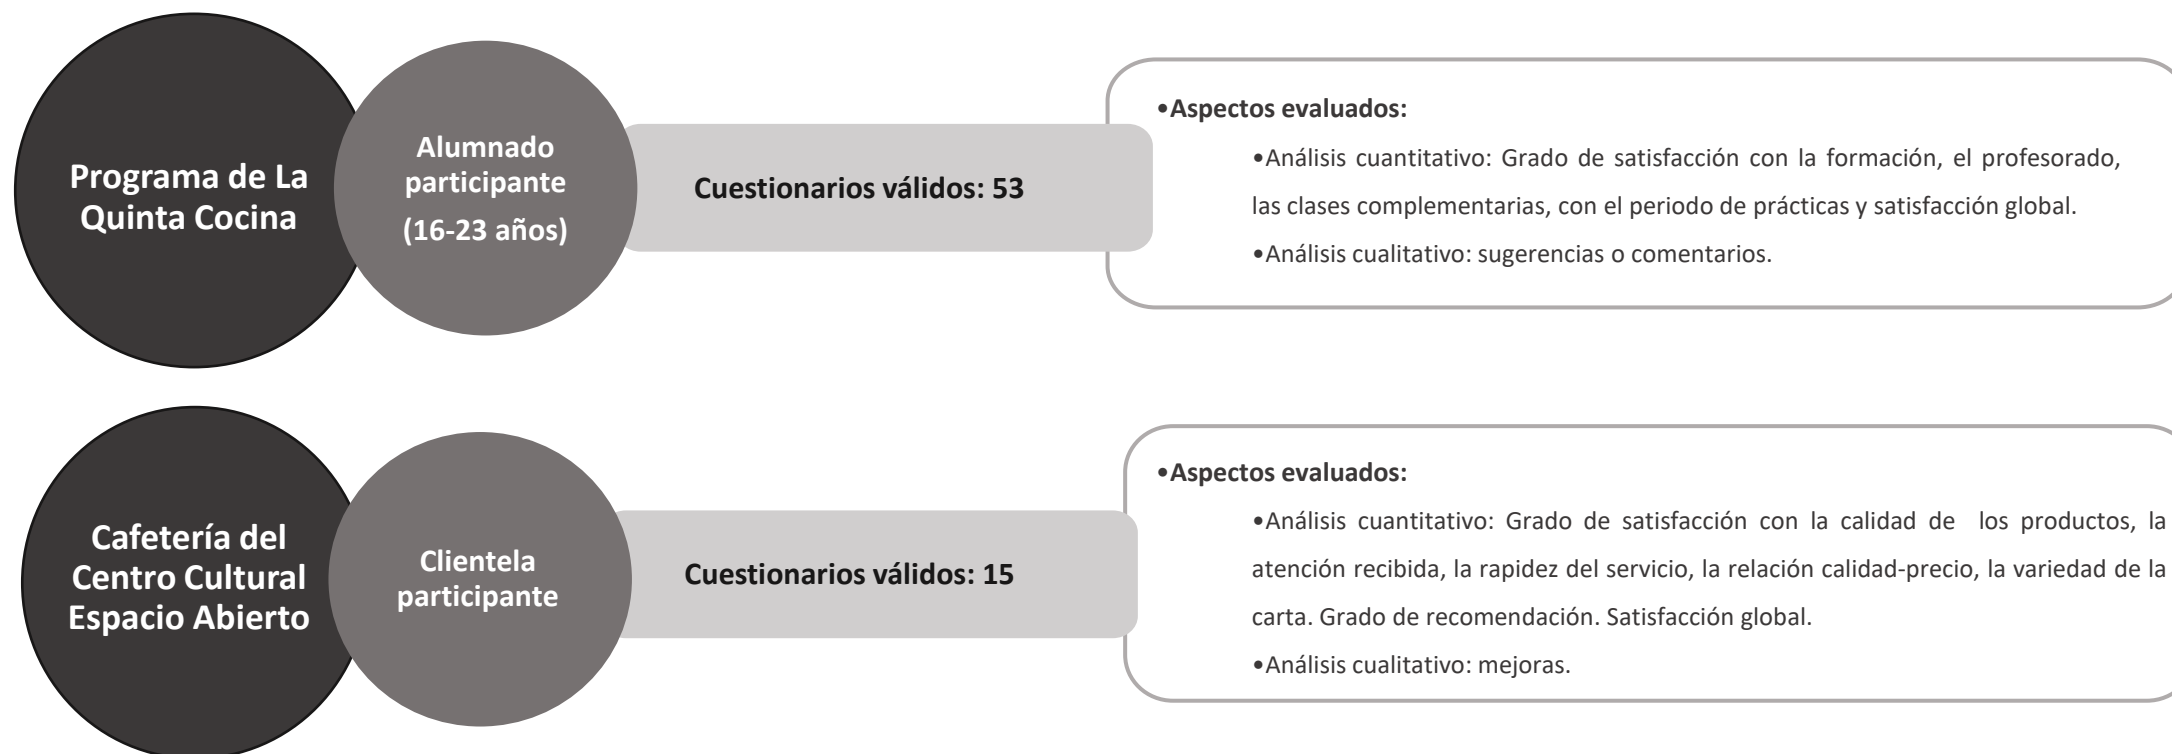 Programa de La
Quinta Cocina
Alumnado
participante
(16-23 años)
Cuestionarios válidos: 53
•Aspectos evaluados:
•Análisis cuantitativo: Grado de satisfacción con la formación, el profesorado,
las clases complementarias, con el periodo de prácticas y satisfacción global.
•Análisis cualitativo: sugerencias o comentarios.
Cafetería del
Centro Cultural
Espacio Abierto
Clientela
participante
Cuestionarios válidos: 15
•Aspectos evaluados:
•Análisis cuantitativo: Grado de satisfacción con la calidad de los productos, la
atención recibida, la rapidez del servicio, la relación calidad-precio, la variedad de la
carta. Grado de recomendación. Satisfacción global.
•Análisis cualitativo: mejoras.